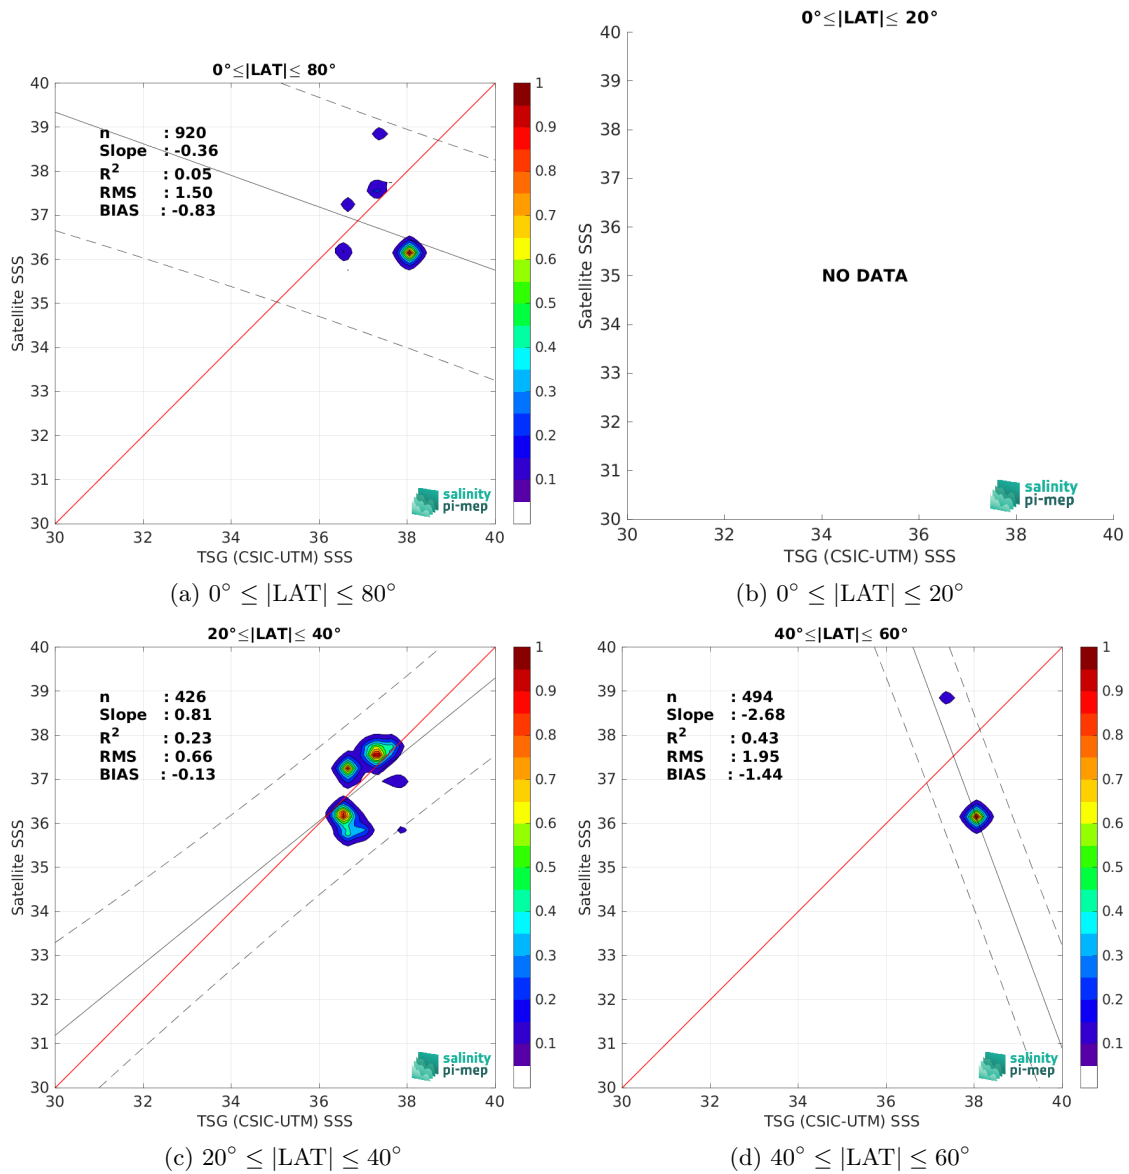 0°≤|LAT|≤ 80°
40
39
38
37
36
35
34
33
32
31
30
Satellite SSS
n : 920
Slope : -0.36
R2 : 0.05
RMS : 1.50
BIAS : -0.83
salinity
pi-mep
30 32 34 36 38 40
TSG (CSIC-UTM) SSS
1
0.9
0.8
0.7
0.6
0.5
0.4
0.3
0.2
0.1
(a) 0° ≤ |LAT| ≤ 80°
0°≤|LAT|≤ 20°
40
39
38
37
36
35
34
33
32
31
30
Satellite SSS
NO DATA
salinity
pi-mep
30 32 34 36 38 40
TSG (CSIC-UTM) SSS
(b) 0° ≤ |LAT| ≤ 20°
20°≤|LAT|≤ 40°
40
39
38
37
36
35
34
33
32
31
30
Satellite SSS
n : 426
Slope : 0.81
R2 : 0.23
RMS : 0.66
BIAS : -0.13
salinity
pi-mep
30 32 34 36 38 40
TSG (CSIC-UTM) SSS
1
0.9
0.8
0.7
0.6
0.5
0.4
0.3
0.2
0.1
(c) 20° ≤ |LAT| ≤ 40°
40°≤|LAT|≤ 60°
40
39
38
37
36
35
34
33
32
31
30
Satellite SSS
n : 494
Slope : -2.68
R2 : 0.43
RMS : 1.95
BIAS : -1.44
salinity
pi-mep
30 32 34 36 38 40
TSG (CSIC-UTM) SSS
1
0.9
0.8
0.7
0.6
0.5
0.4
0.3
0.2
0.1
(d) 40° ≤ |LAT| ≤ 60°